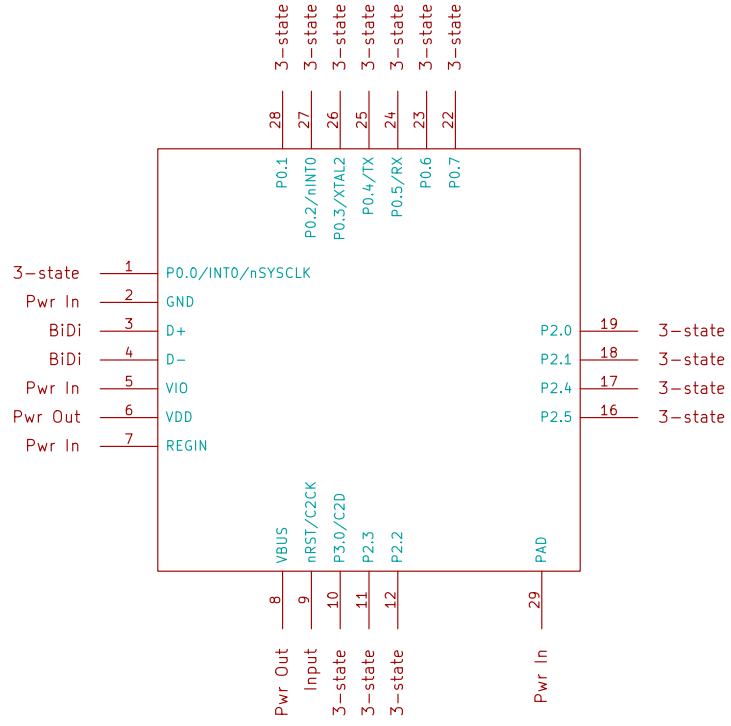 3-state 3-state 3-state 3-state 3-state 3-state 3-state
28 27 26 25 24 23 22
P0.1 P0.2/nINT0 P0.3/XTAL2 P0.4/TX P0.5/RX P0.6 P0.7
3-state 1 P0.0/INT0/nSYSCLK
Pwr In 2 GND
BiDi 3 D+ P2.0 19 3-state
BiDi 4 D- P2.1 18 3-state
Pwr In 5 VIO P2.4 17 3-state
Pwr Out 6 VDD P2.5 16 3-state
Pwr In 7 REGIN
VBUS nRST/C2CK P3.0/C2D P2.3 P2.2 PAD
8 9 10 11 12 29
Pwr Out Input 3-state 3-state 3-state Pwr In